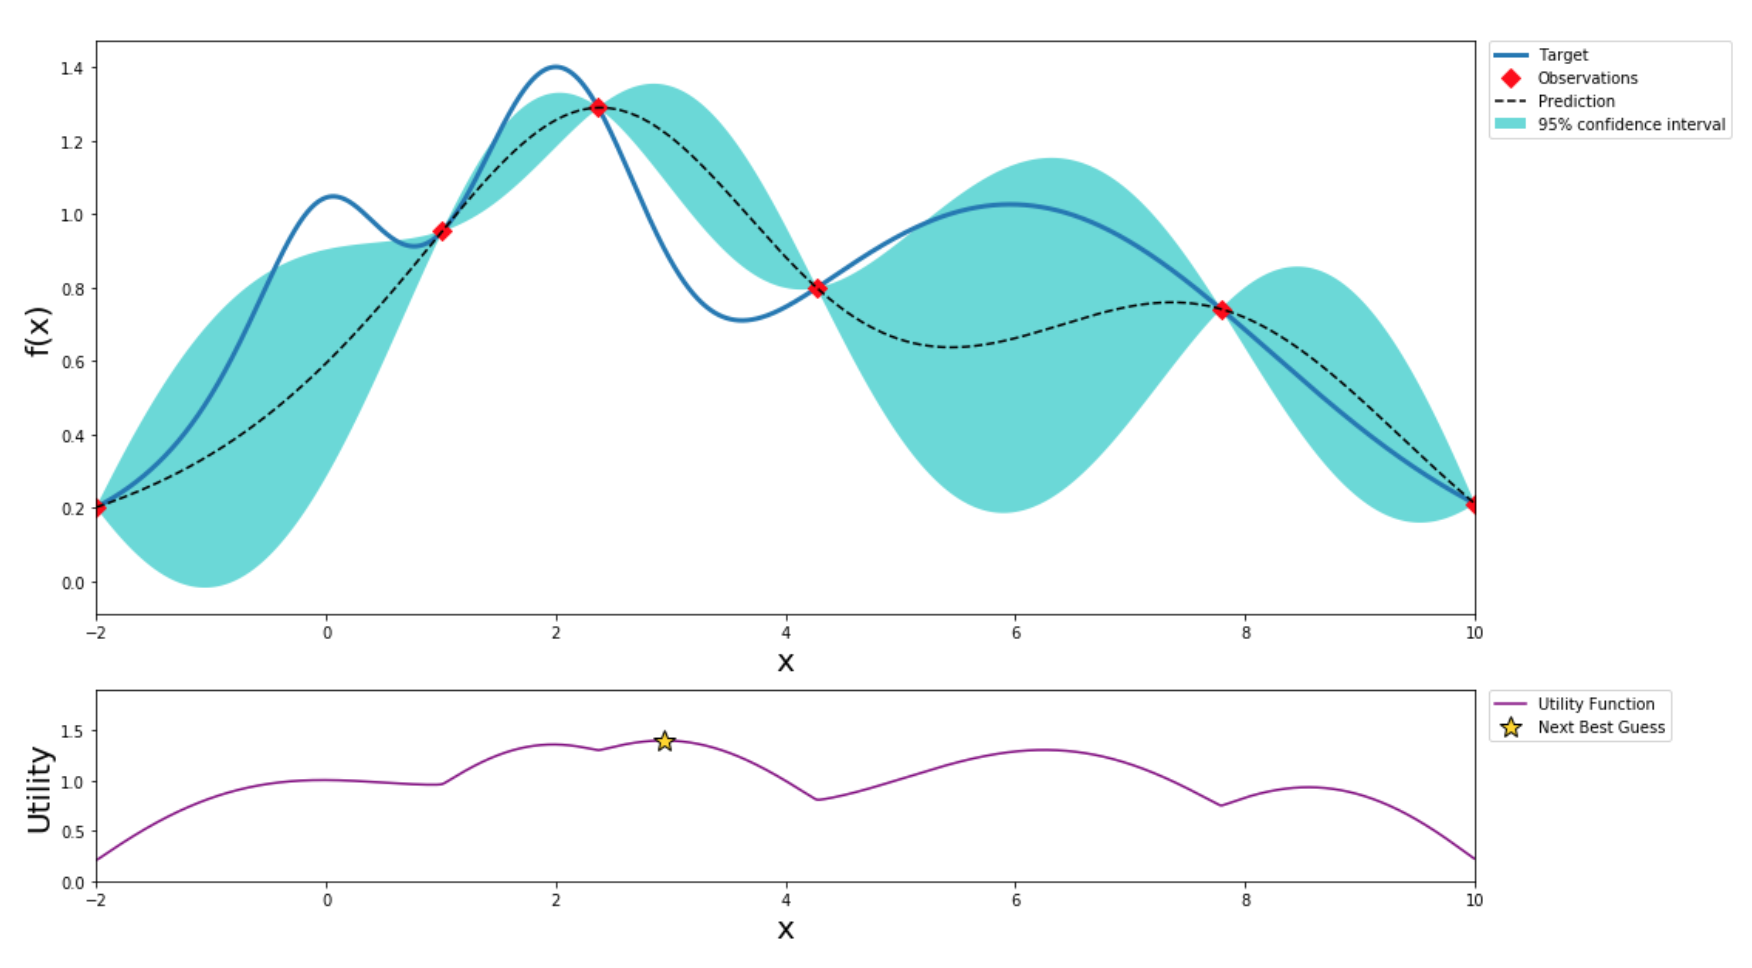 1.4
1.2
1.0
0.8
0.6
0.4
0.2
0.0
f(x)
−2 0 2 4 6 8 10
x
Target
Observations
Prediction
95% confidence interval
1.5
1.0
0.5
0.0
Utility
−2 0 2 4 6 8 10
x
Utility Function
Next Best Guess